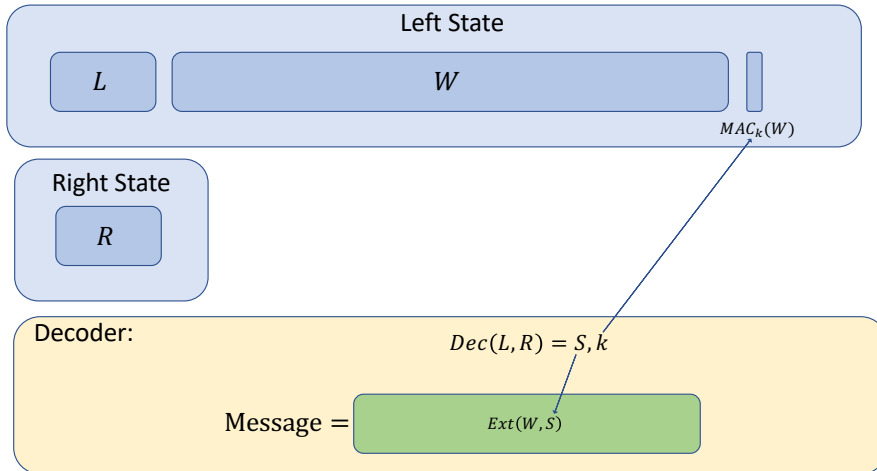 Left State
L W
MAC_k(W)
Right State
R
Decoder:
Dec(L, R) = S, k
Message = Ext(W, S)